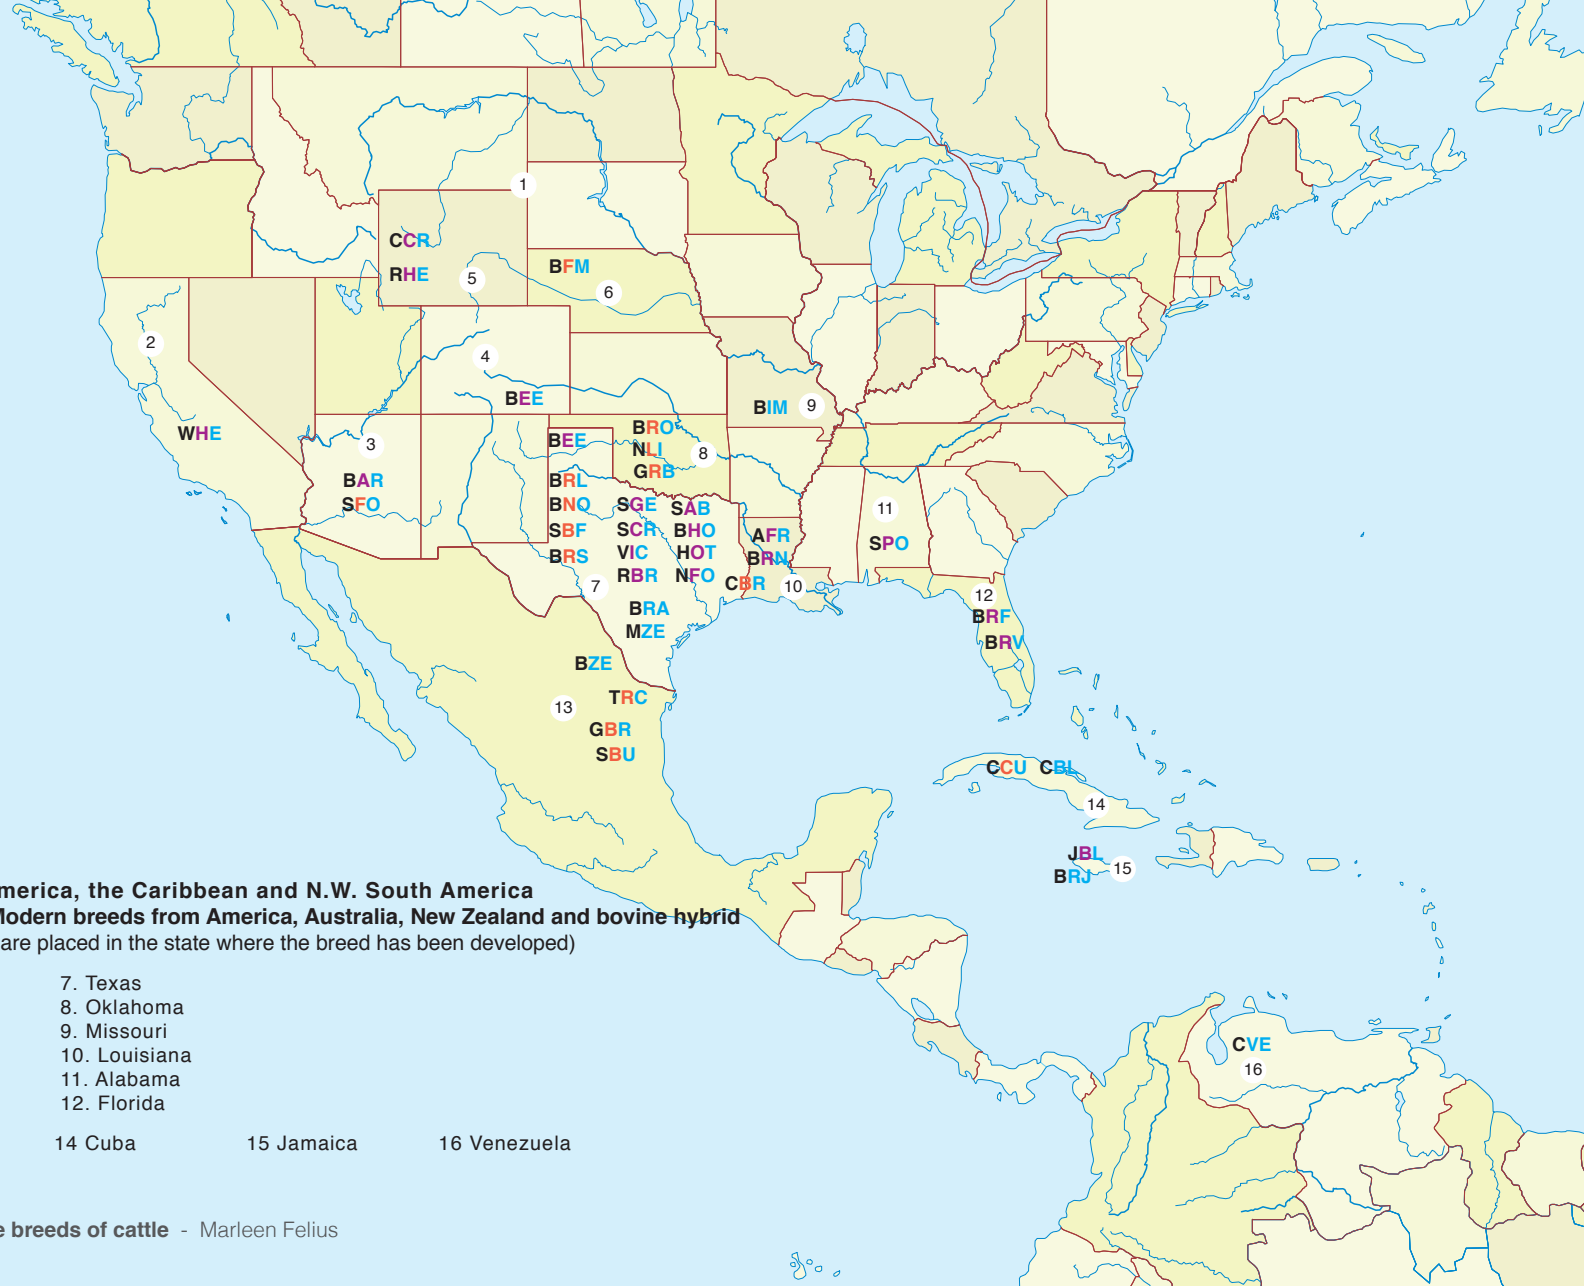 1
CCR
RHE
5
BFM
6
2
4
BEE
BIM 9
WHE
3
BEE
BRO
NLI
8
GRB
BAR
SFO
BRL
BNO
SBF
BRS
SGE SAB
SCR BHO
VIC HOT
RBR NFO
7
BRA
MZE
AFR
BRN
CBR 10
11
SPO
12
BRF
BRV
BZE
13
TRC
GBR
SBU
CCU CBL
14
JBL
BRJ
15
merica, the Caribbean and N.W. South America
Modern breeds from America, Australia, New Zealand and bovine hybrid
are placed in the state where the breed has been developed)
7. Texas
8. Oklahoma
9. Missouri
10. Louisiana
11. Alabama
12. Florida
14 Cuba 15 Jamaica 16 Venezuela
CVE
16
e breeds of cattle - Marleen Felius